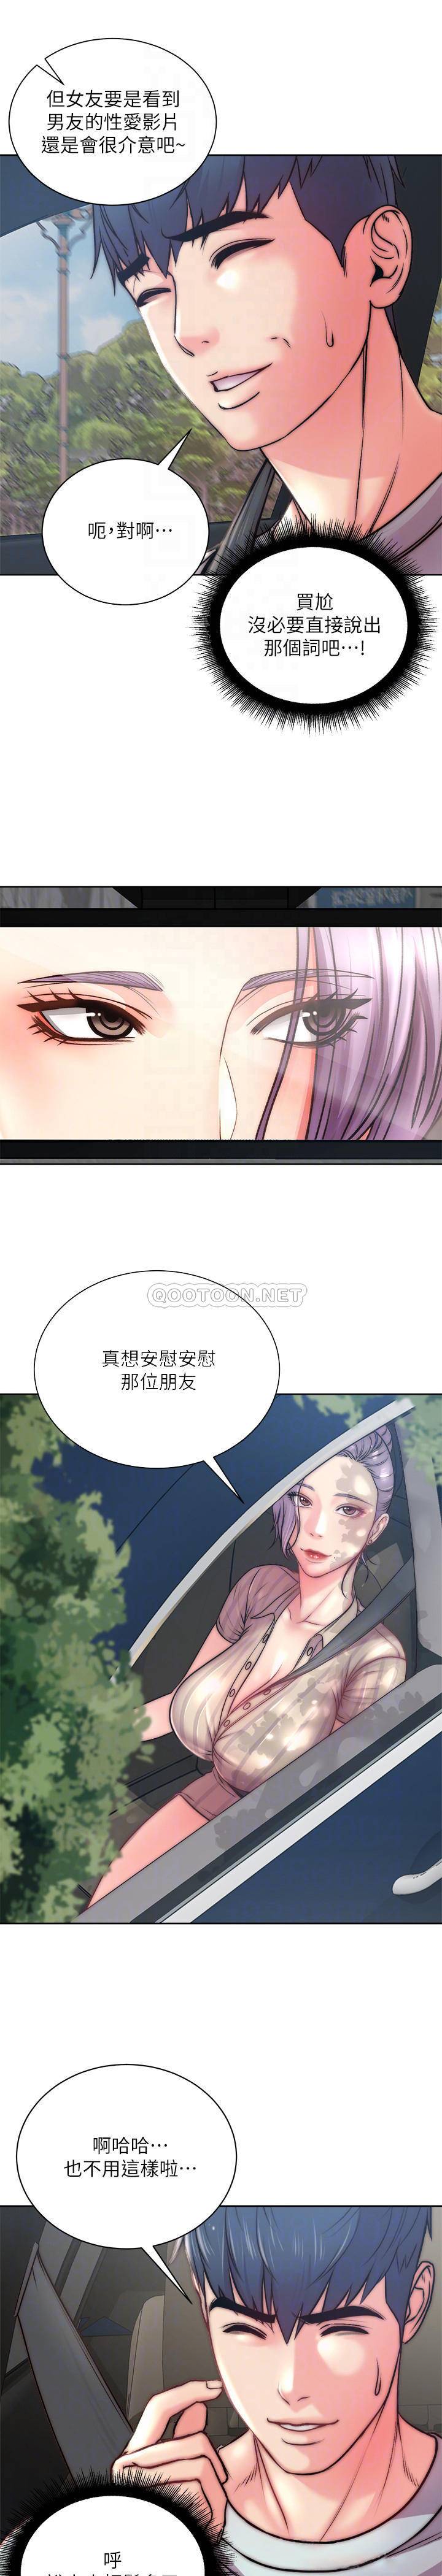 但女友要是看到
男友的性愛影片
還是會很介意吧~
呃，對啊…
買尬
沒必要直接說出
那個詞吧…!
QOOTOON.NET
真想安慰安慰
那位朋友
啊哈哈…
也不用這樣啦…
呼